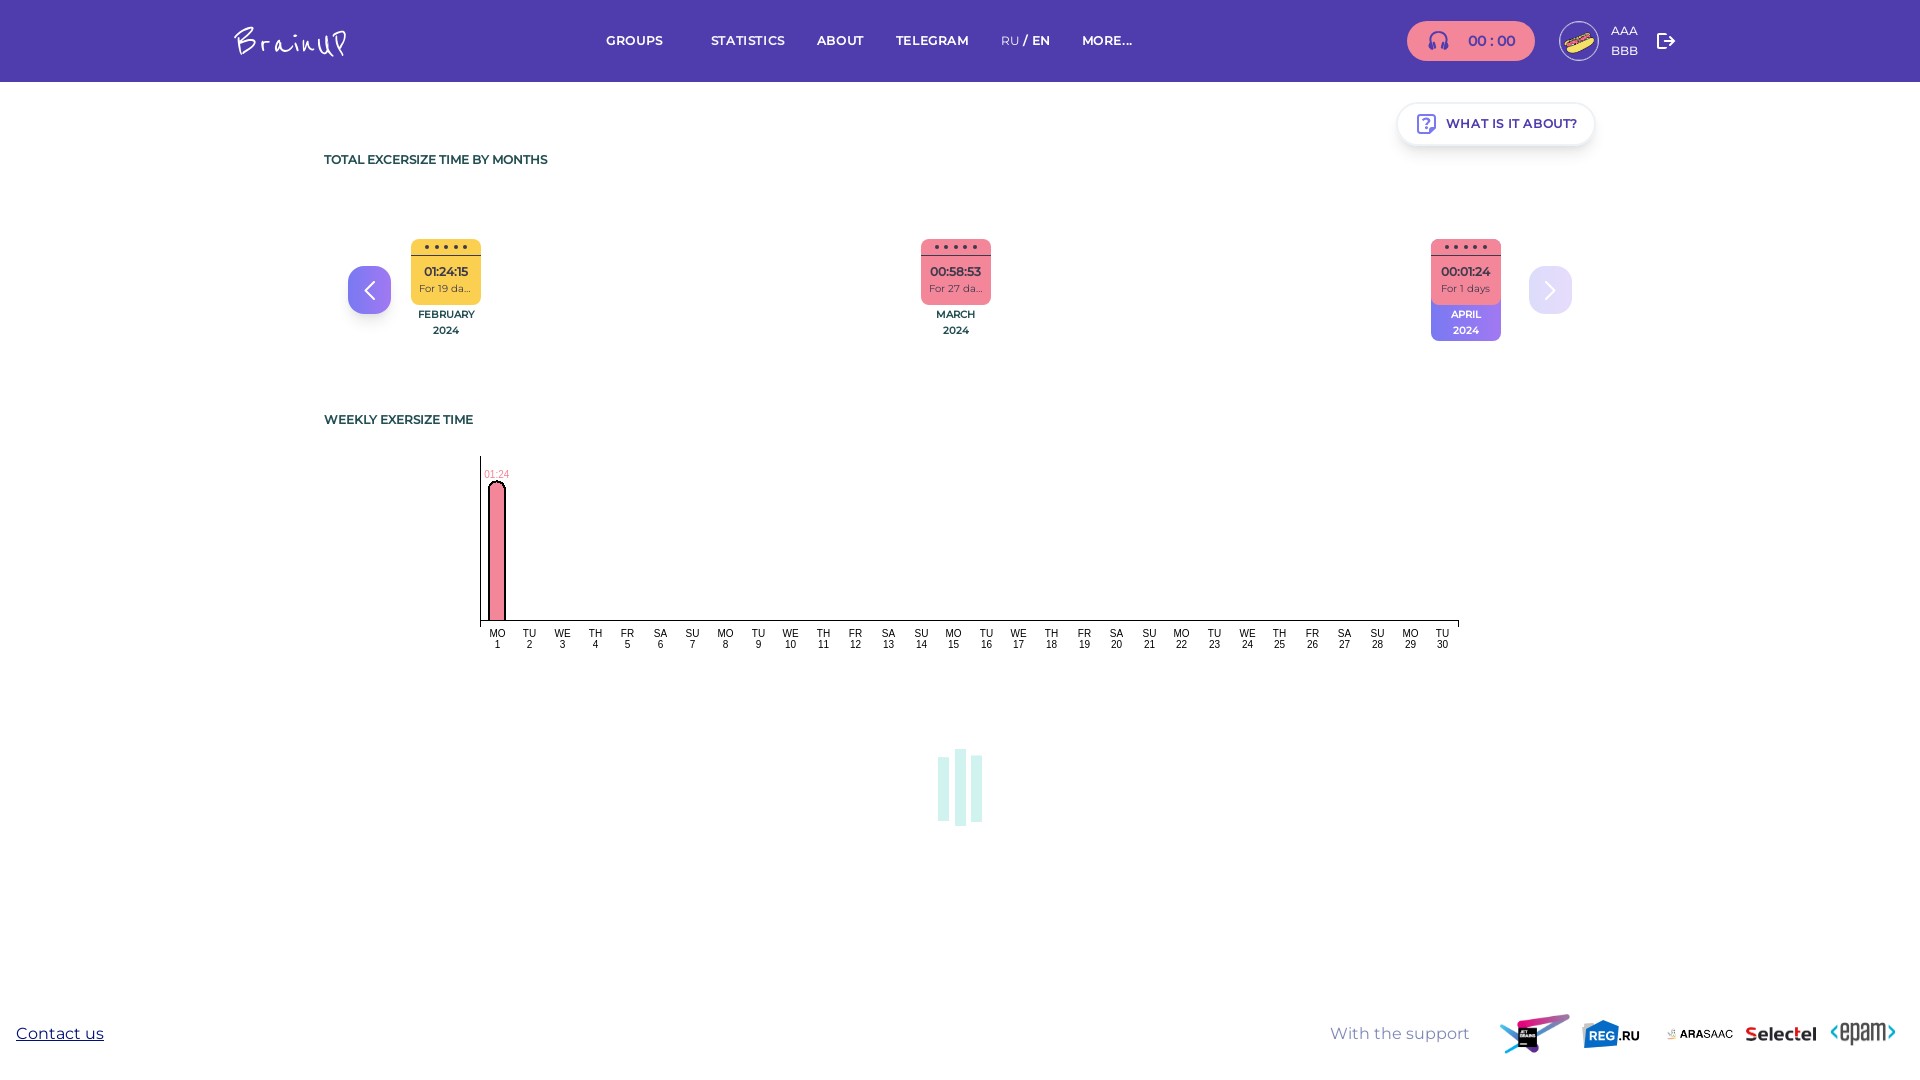 BrainUP
GROUPS
STATISTICS
ABOUT
TELEGRAM
RU / EN
MORE...
00 : 00
AAA
BBB
WHAT IS IT ABOUT?
TOTAL EXCERSIZE TIME BY MONTHS
01:24:15
For 19 da...
FEBRUARY
2024
00:58:53
For 27 da...
MARCH
2024
00:01:24
For 1 days
APRIL
2024
WEEKLY EXERSIZE TIME
01:24
MO TU WE TH FR SA SU MO TU WE TH FR SA SU MO TU WE TH FR SA SU MO TU WE TH FR SA SU MO TU
1 2 3 4 5 6 7 8 9 10 11 12 13 14 15 16 17 18 19 20 21 22 23 24 25 26 27 28 29 30
Contact us
With the support
JET
BRAINS
REG.RU
ARASAAC
Selectel
<epam>